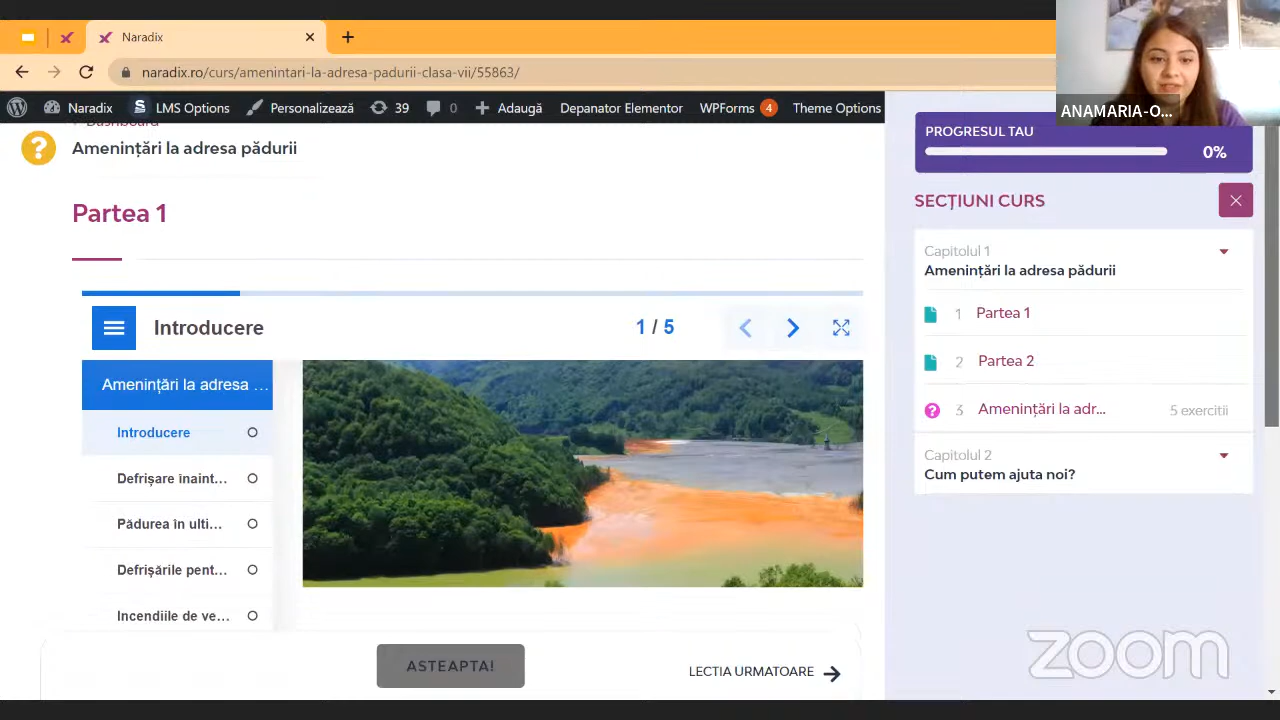 Naradix
naradix.ro/curs/amenintari-la-adresa-padurii-clasa-vii/55863/
Naradix LMS Options Personalizează 39 0 Adaugă Depanator Elementor WPForms 4 Theme Options
ANAMARIA-O...
Dashboard
Amenințări la adresa pădurii
Partea 1
Introducere
1 / 5
Amenințări la adresa ...
Introducere
Defrișare înaint...
Pădurea în ulti...
Defrișările pent...
Incendiile de ve...
ASTEAPTA!
LECTIA URMATOARE
PROGRESUL TAU
0%
SECȚIUNI CURS
Capitolul 1
Amenințări la adresa pădurii
1 Partea 1
2 Partea 2
3 Amenințări la adr... 5 exercitii
Capitolul 2
Cum putem ajuta noi?
zoom